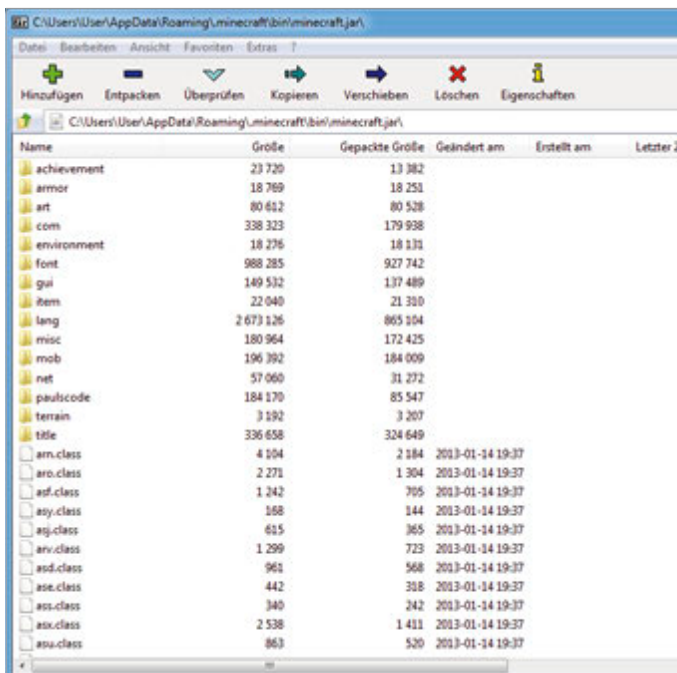 C:\Users\User\AppData\Roaming\.minecraft\bin\minecraft.jar\
Datei Bearbeiten Ansicht Favoriten Extras ?
Hinzufügen Entpacken Überprüfen Kopieren Verschieben Löschen Eigenschaften
C:\Users\User\AppData\Roaming\.minecraft\bin\minecraft.jar\
Name Größe Gepackte Größe Geändert am Erstellt am Letzter Z
achievement 23 720 13 382
armor 18 769 18 251
art 80 612 80 528
com 338 323 179 938
environment 18 276 18 131
font 988 285 927 742
gui 149 532 137 489
item 22 040 21 310
lang 2 673 126 865 104
misc 180 964 172 425
mob 196 392 184 009
net 57 060 31 272
paulscode 184 170 85 547
terrain 3 192 3 207
title 336 658 324 649
arn.class 4 104 2 184 2013-01-14 19:37
aro.class 2 271 1 304 2013-01-14 19:37
asf.class 1 242 705 2013-01-14 19:37
asy.class 168 144 2013-01-14 19:37
asj.class 615 365 2013-01-14 19:37
arv.class 1 299 723 2013-01-14 19:37
asd.class 961 568 2013-01-14 19:37
ase.class 442 318 2013-01-14 19:37
ass.class 340 242 2013-01-14 19:37
asx.class 2 538 1 411 2013-01-14 19:37
asu.class 863 520 2013-01-14 19:37